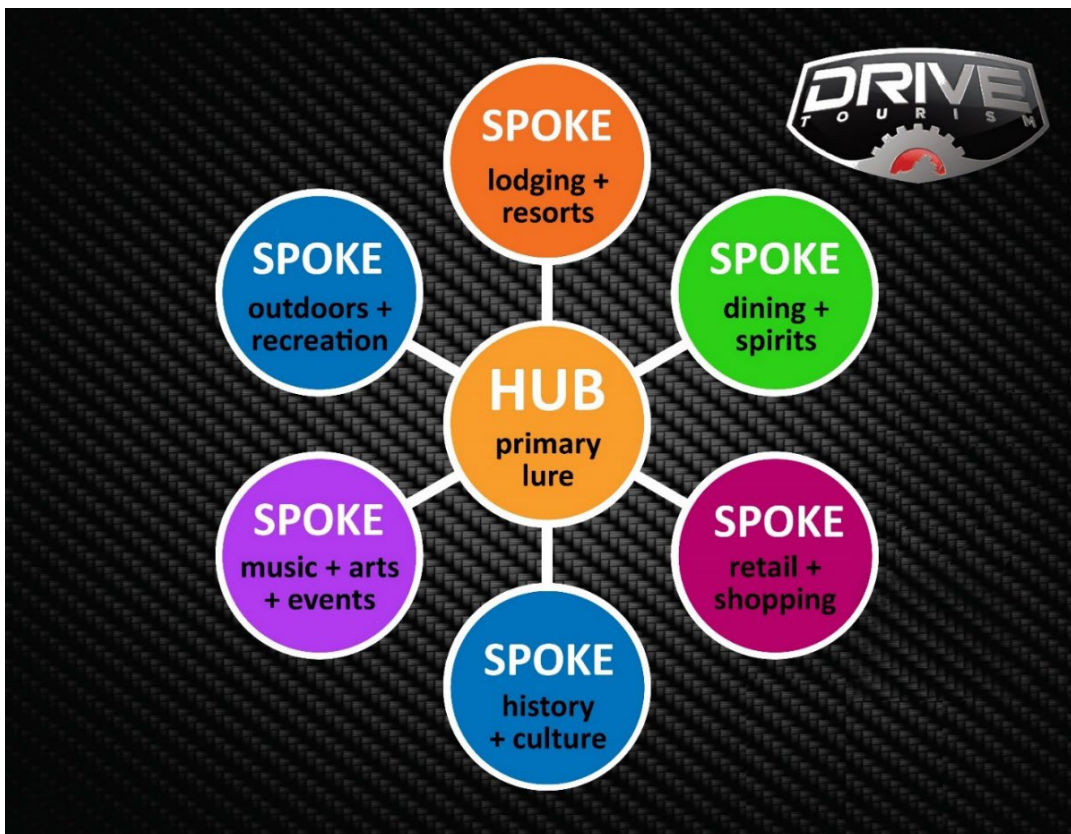 DRIVE
TOURISM
SPOKE
lodging +
resorts
SPOKE
outdoors +
recreation
SPOKE
dining +
spirits
HUB
primary
lure
SPOKE
music + arts
+ events
SPOKE
retail +
shopping
SPOKE
history
+ culture